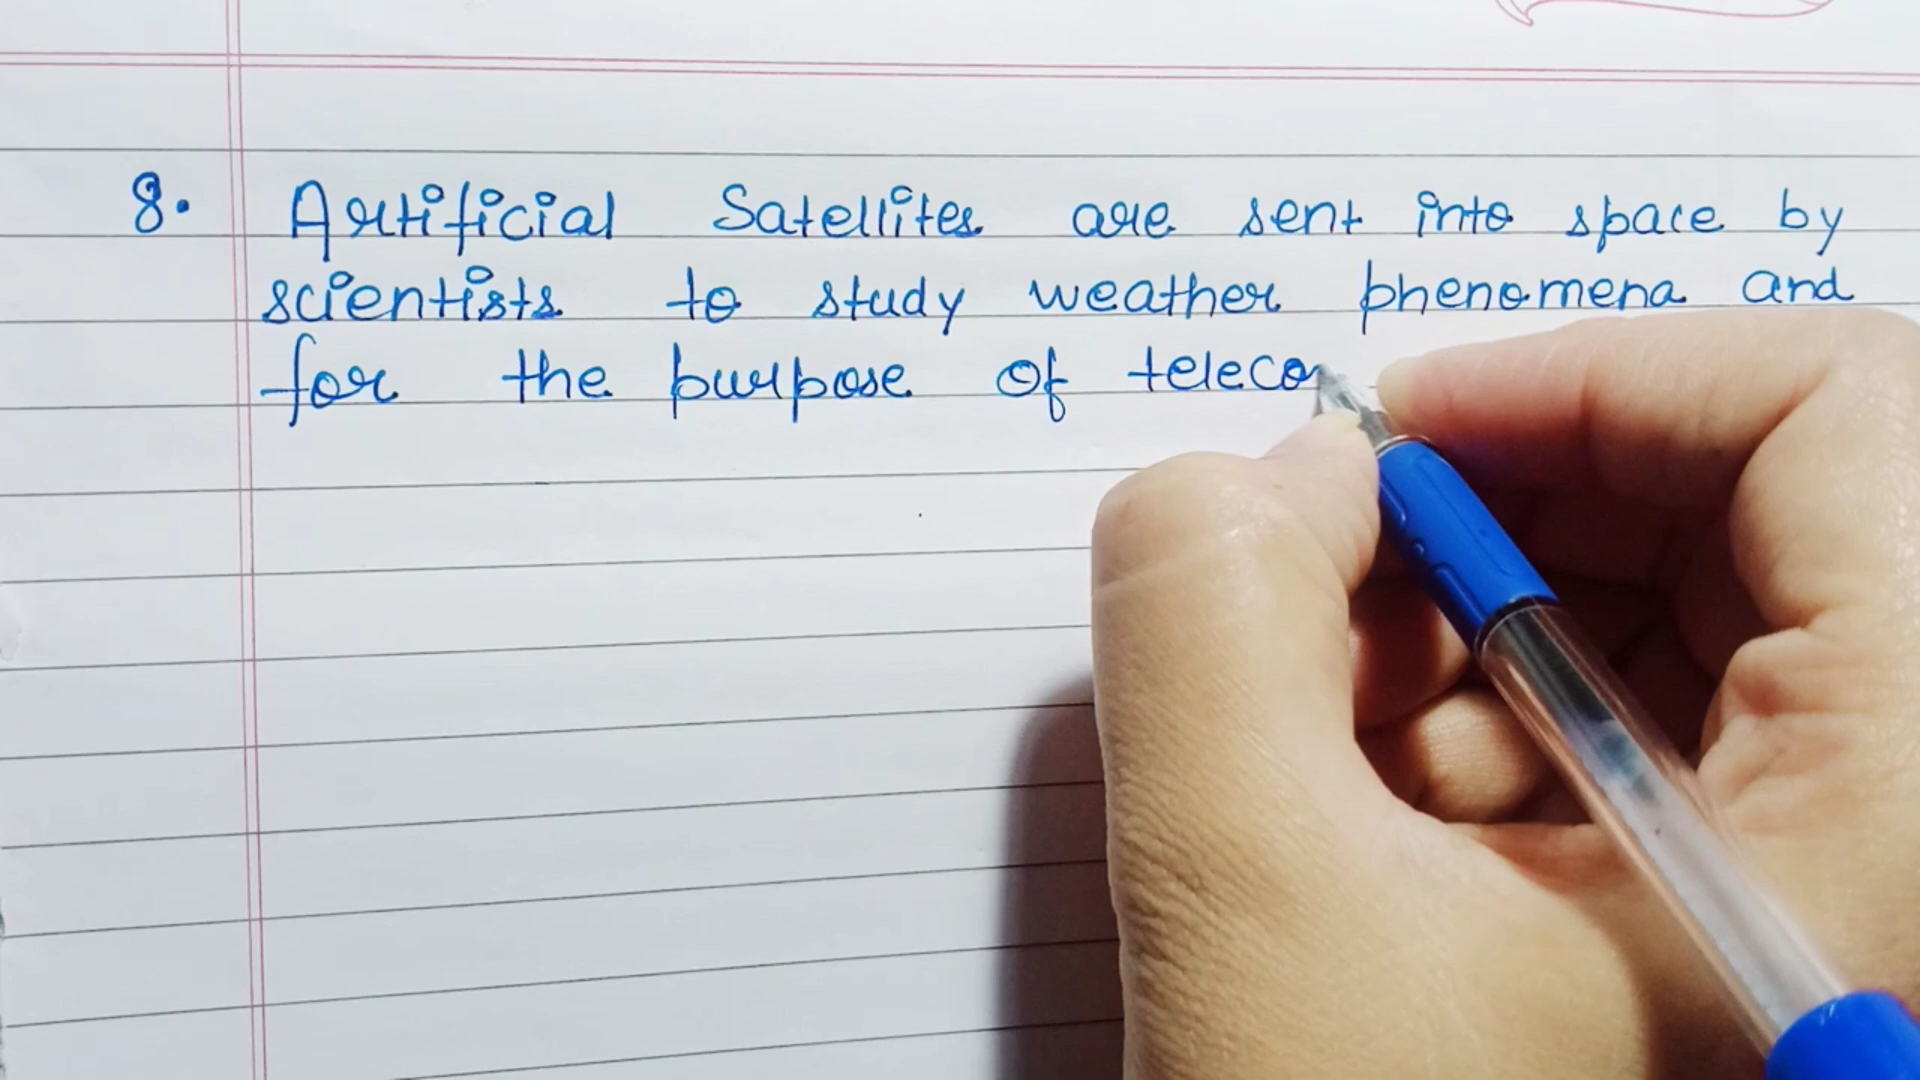 8. Artificial Satellites are sent into space by
scientists to study weather phenomena and
for the purpose of teleco